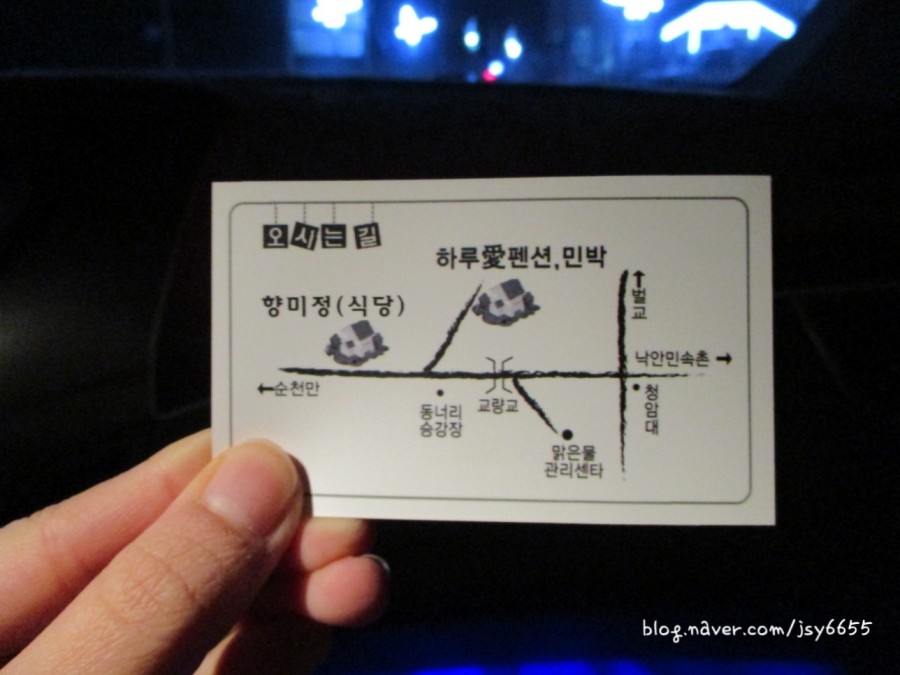 오시는 길
하루愛펜션,민박
향미정(식당)
↑벌교
낙안민속촌 →
←순천만
동너리
승강장
교량교
청암대
맑은물
관리센타
blog.naver.com/jsy6655